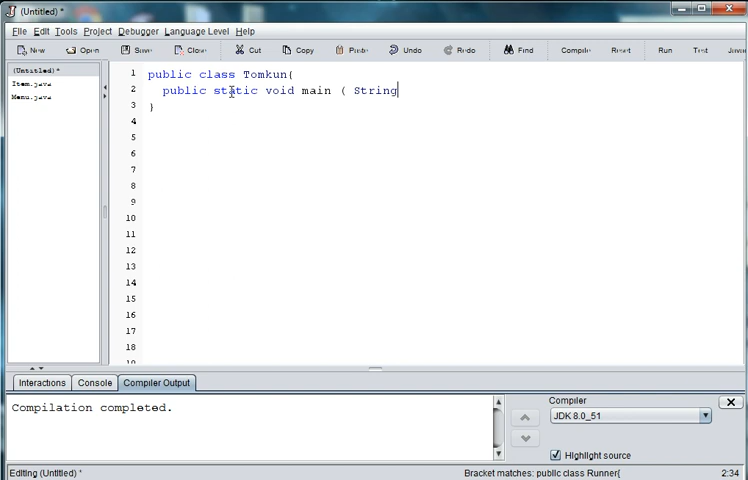 (Untitled) *
File Edit Tools Project Debugger Language Level Help
New Open Save Close Cut Copy Paste Undo Redo Find Compile Reset Run Test Java
(Untitled)*
Item.java
Menu.java
1 public class Tomkun{
2 public static void main ( String
3 }
4
5
6
7
8
9
10
11
12
13
14
15
16
17
18
19
Interactions Console Compiler Output
Compilation completed.
Compiler
JDK 8.0_51
Highlight source
Editing (Untitled) *
Bracket matches: public class Runner{
2:34